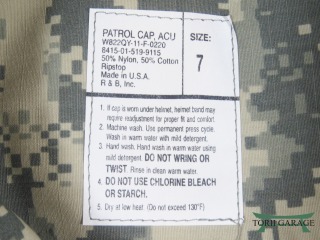 PATROL CAP, ACU
W822QY-11-F-0220
8415-01-519-9115
50% Nylon, 50% Cotton
Ripstop
Made in U.S.A.
R & B, Inc.
SIZE:
7
1. If cap is worn under helmet, helmet band may
require readjustment for proper fit and comfort.
2. Machine wash. Use permanent press cycle.
Wash in warm water with mild detergent.
3. Hand wash. Hand wash in warm water using
mild detergent. DO NOT WRING OR
TWIST. Rinse in clean warm water.
4. DO NOT USE CHLORINE BLEACH
OR STARCH.
5. Dry at low heat. (Do not exceed 130°F)
TORII GARAGE